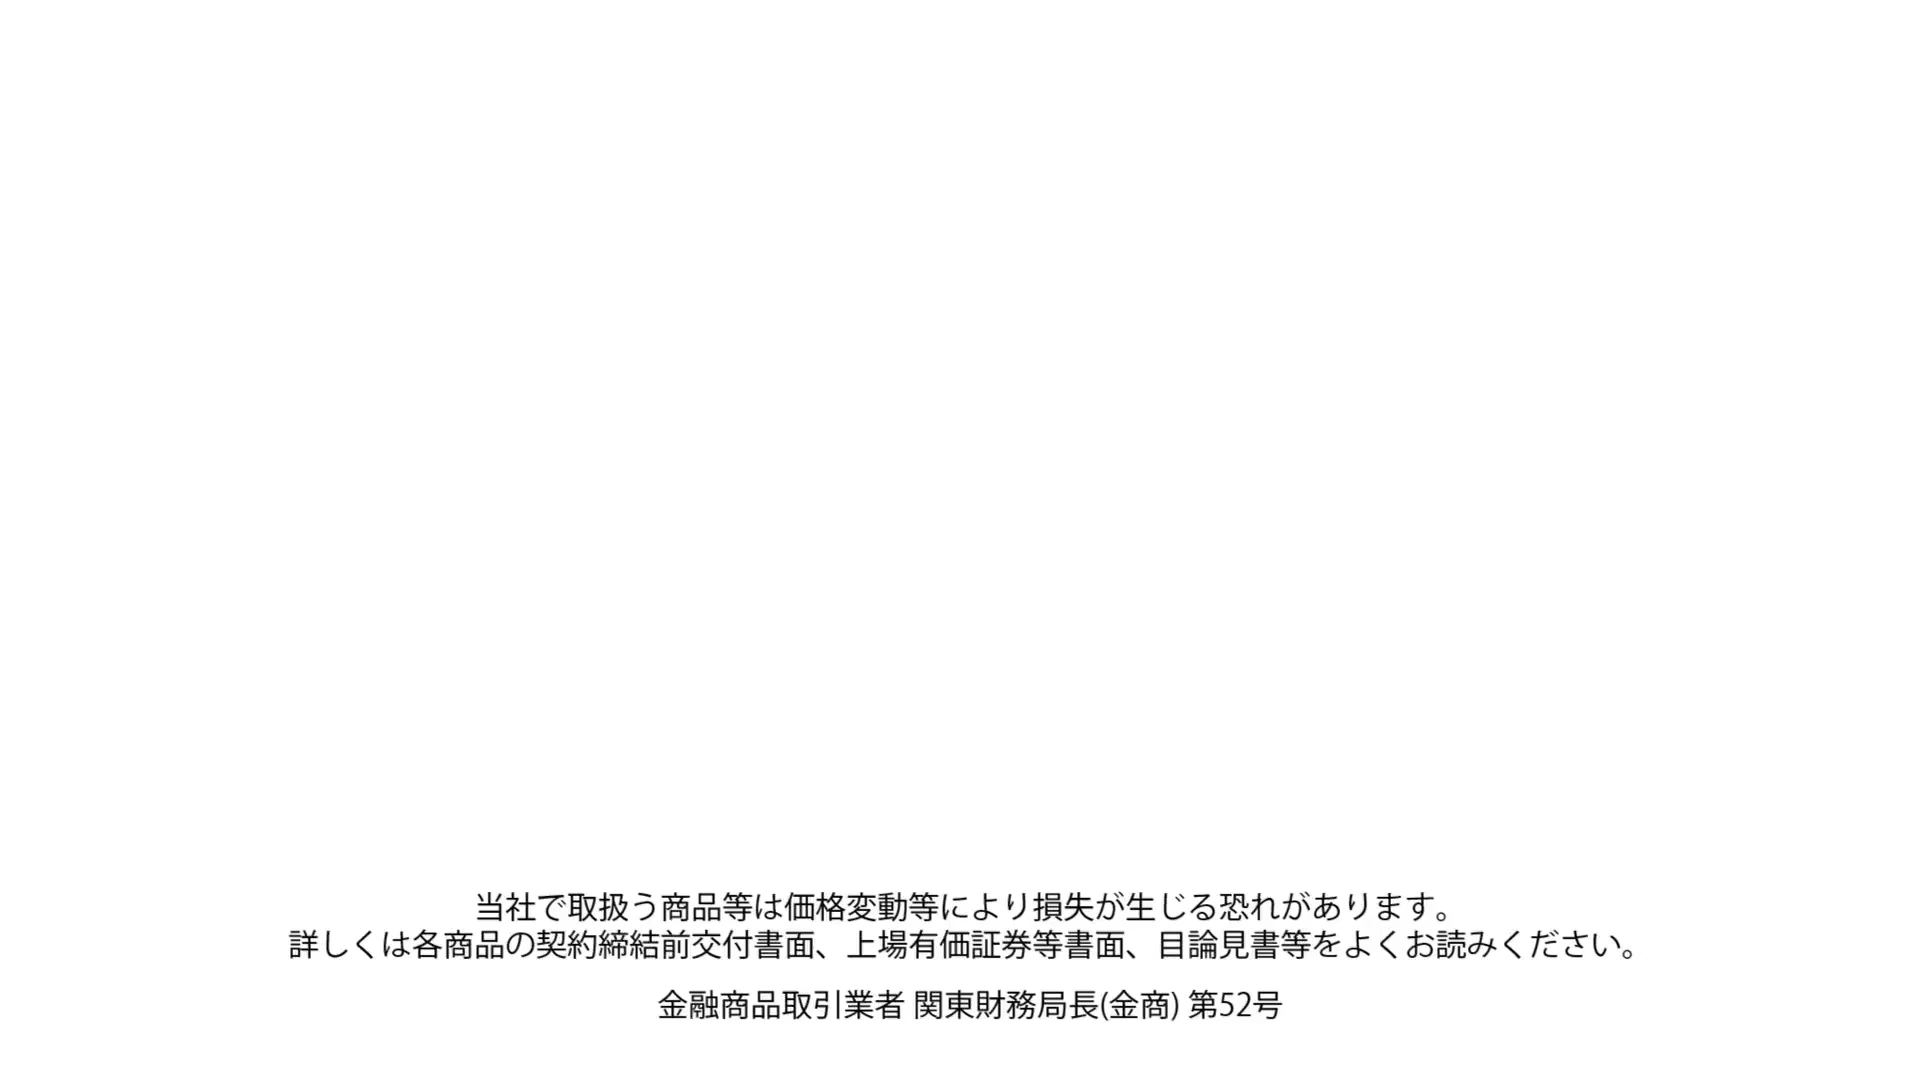 当社で取扱う商品等は価格変動等により損失が生じる恐れがあります。
詳しくは各商品の契約締結前交付書面、上場有価証券等書面、目論見書等をよくお読みください。
金融商品取引業者 関東財務局長(金商) 第52号